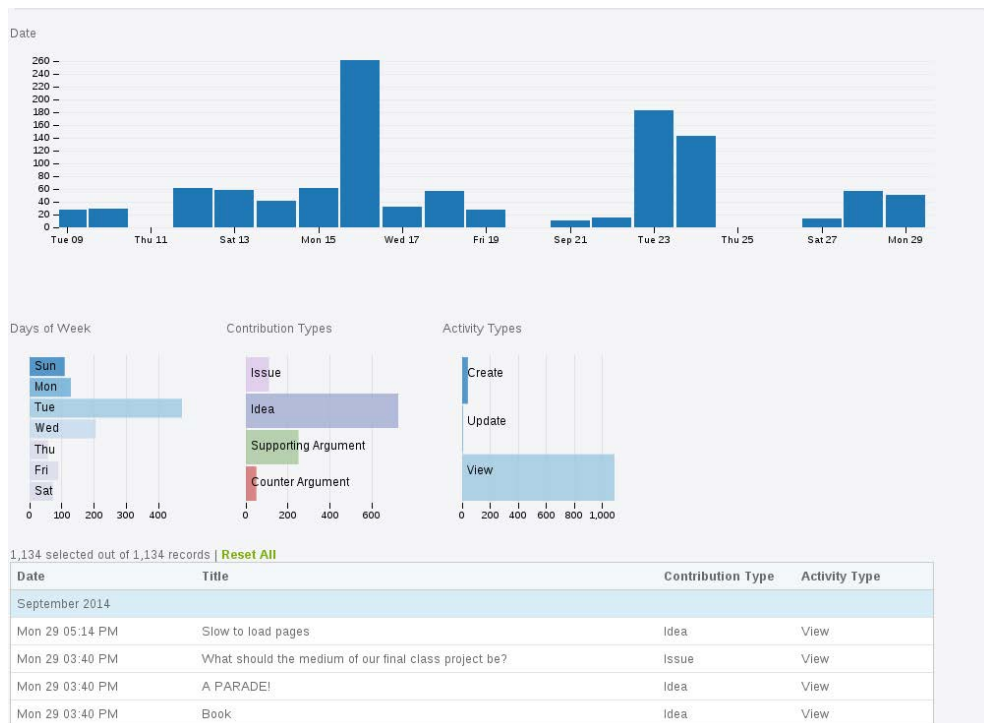 Date
260
240
220
200
180
160
140
120
100
80
60
40
20
0
Tue 09 Thu 11 Sat 13 Mon 15 Wed 17 Fri 19 Sep 21 Tue 23 Thu 25 Sat 27 Mon 29
Days of Week Contribution Types Activity Types
Sun
Mon
Tue
Wed
Thu
Fri
Sat
0 100 200 300 400
Issue
Idea
Supporting Argument
Counter Argument
0 200 400 600
Create
Update
View
0 200 400 600 800 1,000
1,134 selected out of 1,134 records | Reset All
Date Title Contribution Type Activity Type
September 2014
Mon 29 05:14 PM Slow to load pages Idea View
Mon 29 03:40 PM What should the medium of our final class project be? Issue View
Mon 29 03:40 PM A PARADE! Idea View
Mon 29 03:40 PM Book Idea View